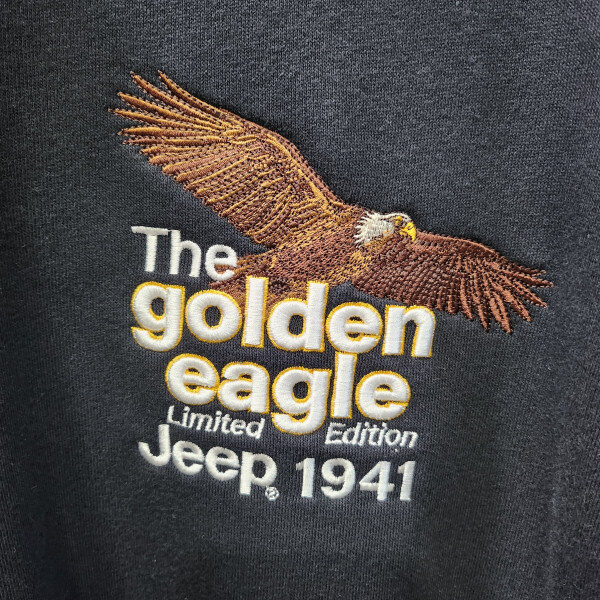 The
golden
eagle
Limited Edition
Jeep® 1941